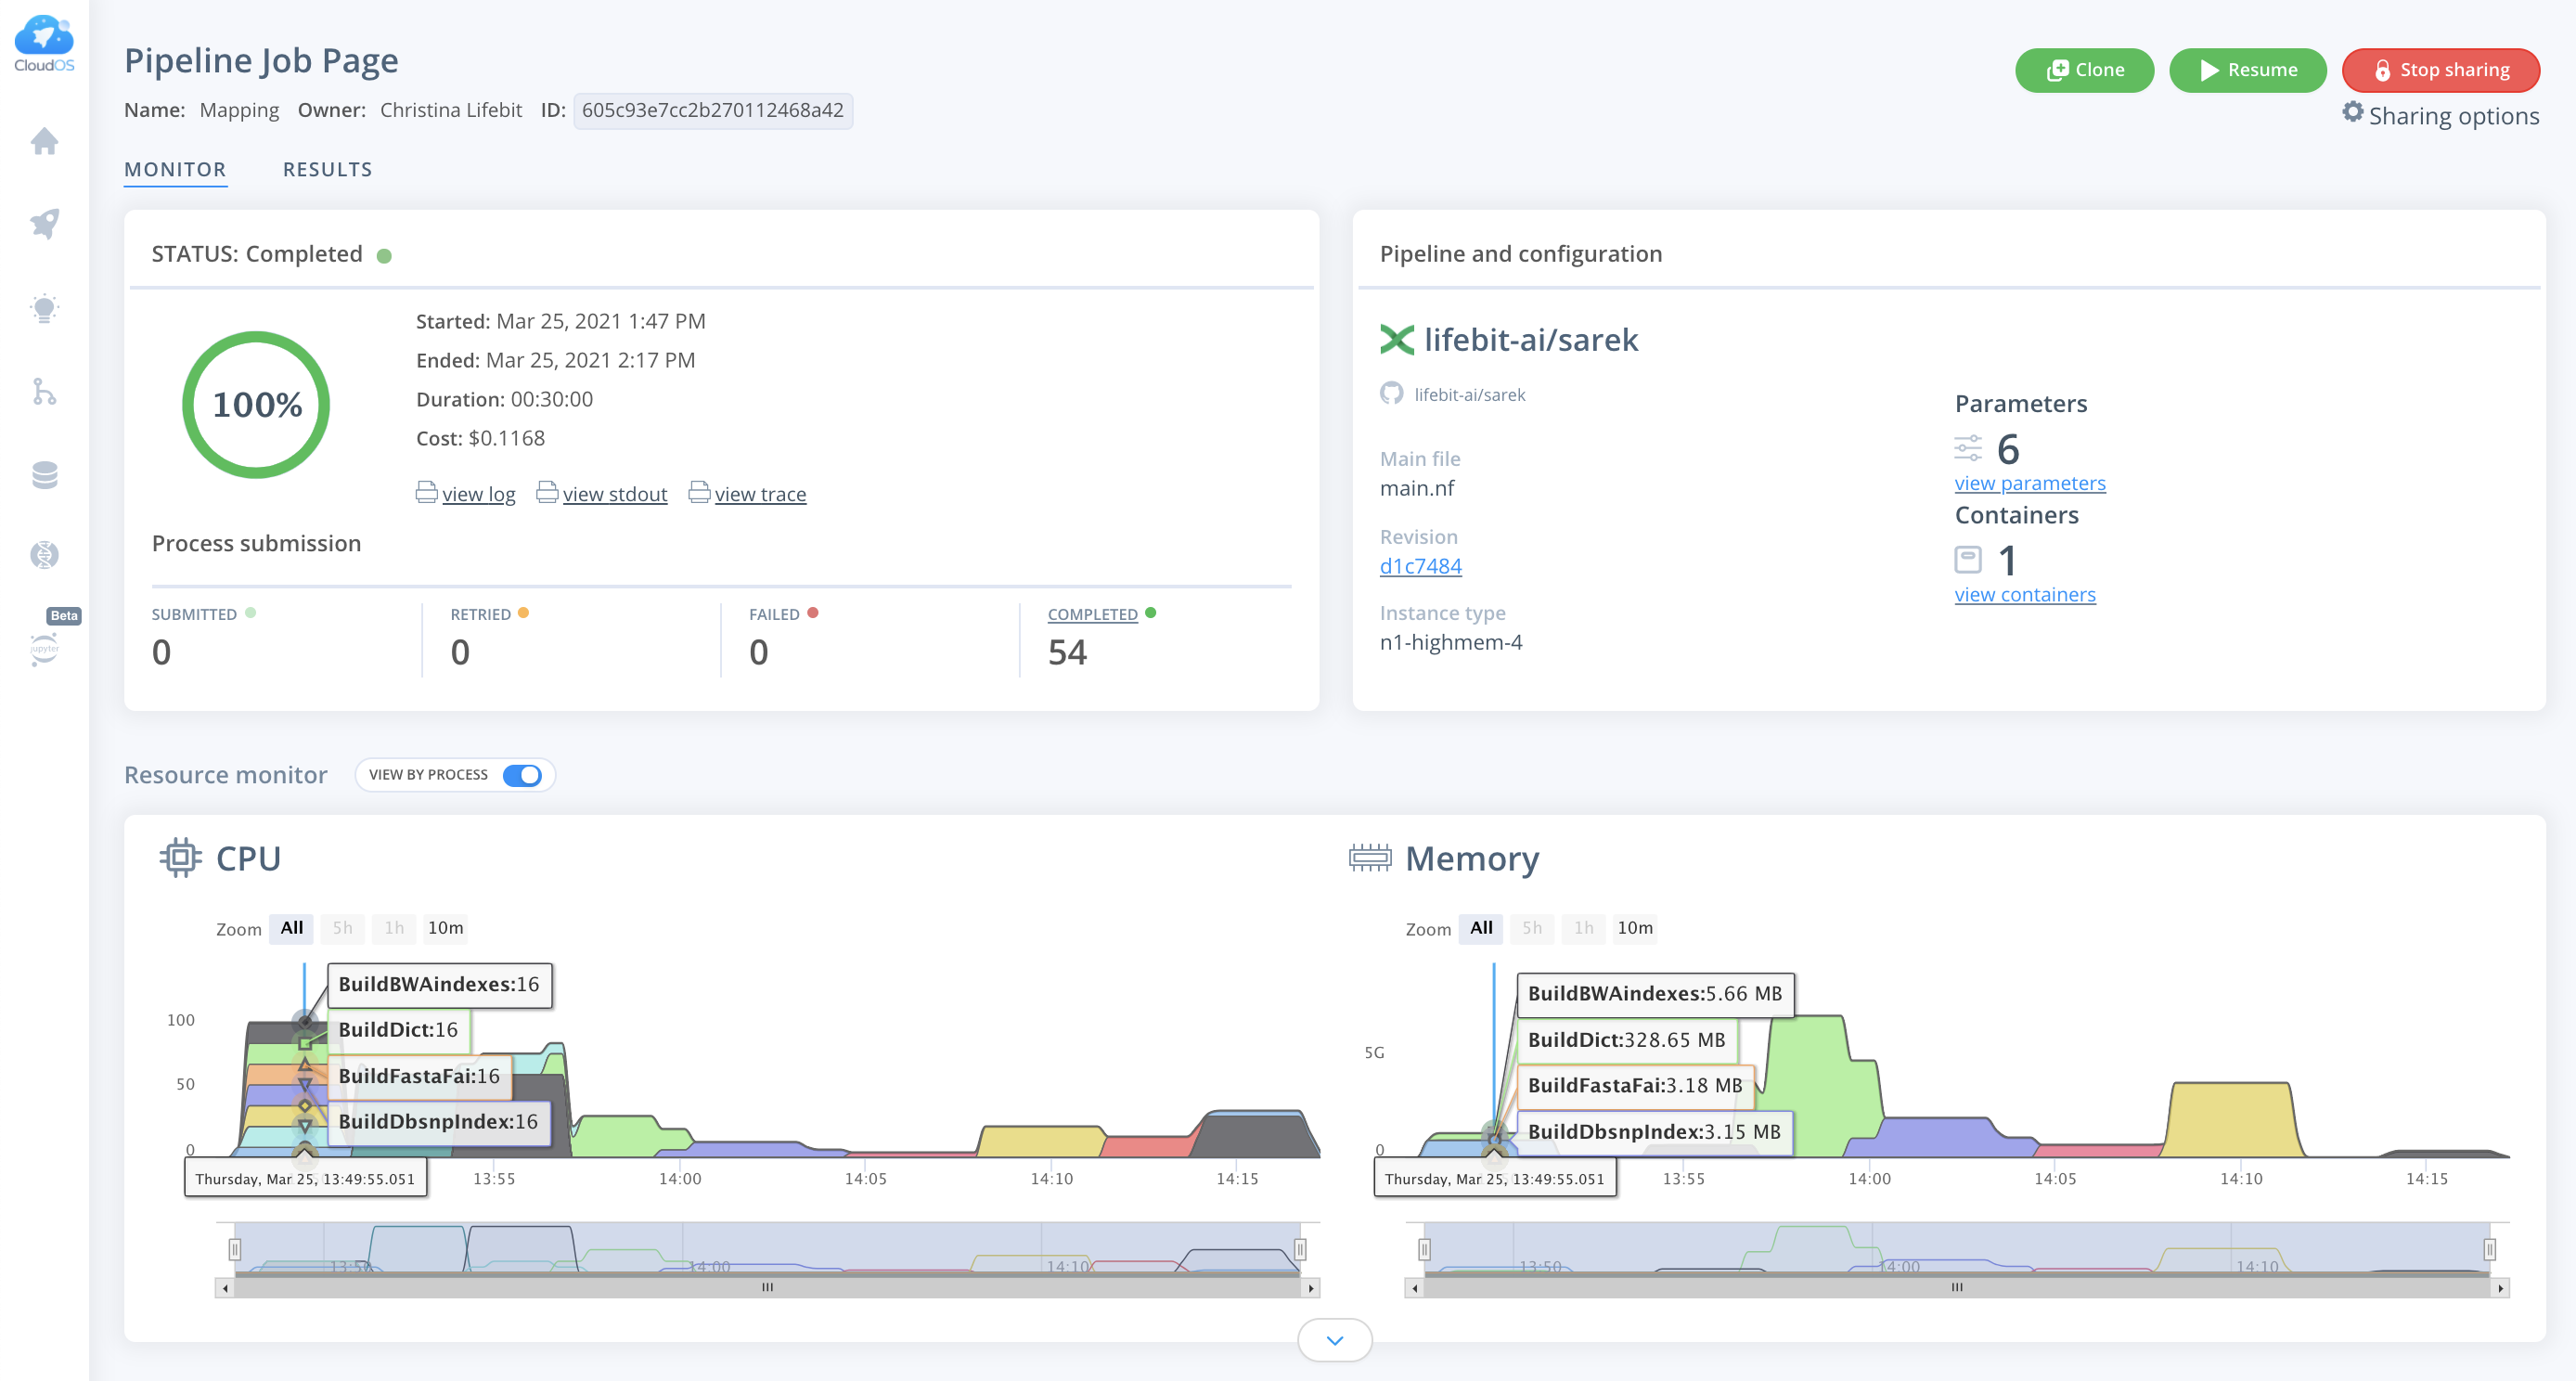 CloudOS
Pipeline Job Page
Clone
Resume
Stop sharing
Name: Mapping Owner: Christina Lifebit ID: 605c93e7cc2b270112468a42
Sharing options
MONITOR RESULTS
STATUS: Completed
100%
Started: Mar 25, 2021 1:47 PM
Ended: Mar 25, 2021 2:17 PM
Duration: 00:30:00
Cost: $0.1168
view log view stdout view trace
Process submission
SUBMITTED RETRIED FAILED COMPLETED
0 0 0 54
Pipeline and configuration
lifebit-ai/sarek
lifebit-ai/sarek
Main file
main.nf
Revision
d1c7484
Instance type
n1-highmem-4
Parameters
6
view parameters
Containers
1
view containers
Beta
jupyter
Resource monitor VIEW BY PROCESS
CPU
Zoom All 5h 1h 10m
BuildBWAindexes:16
BuildDict:16
BuildFastaFai:16
BuildDbsnpIndex:16
100
50
0
Thursday, Mar 25, 13:49:55.051
13:55 14:00 14:05 14:10 14:15
13:50 14:00 14:10
Memory
Zoom All 5h 1h 10m
BuildBWAindexes:5.66 MB
BuildDict:328.65 MB
BuildFastaFai:3.18 MB
BuildDbsnpIndex:3.15 MB
5G
0
Thursday, Mar 25, 13:49:55.051
13:55 14:00 14:05 14:10 14:15
13:50 14:00 14:10